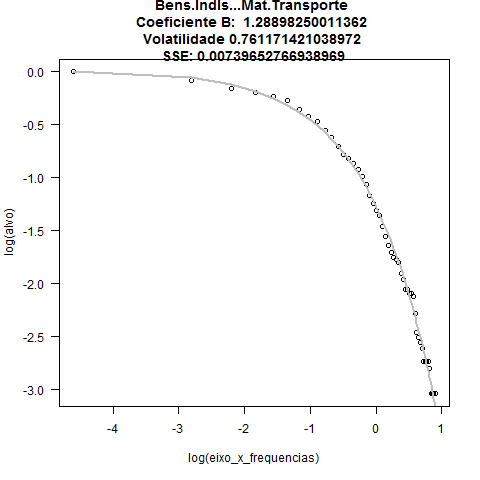 Bens.Indis...Mat.Transporte
Coeficiente B:  1.28898250011362
Volatilidade 0.761171421038972
SSE: 0.00739652766938969
0.0
-0.5
-1.0
-1.5
-2.0
-2.5
-3.0
log(alvo)
-4
-3
-2
-1
0
1
log(eixo_x_frequencias)